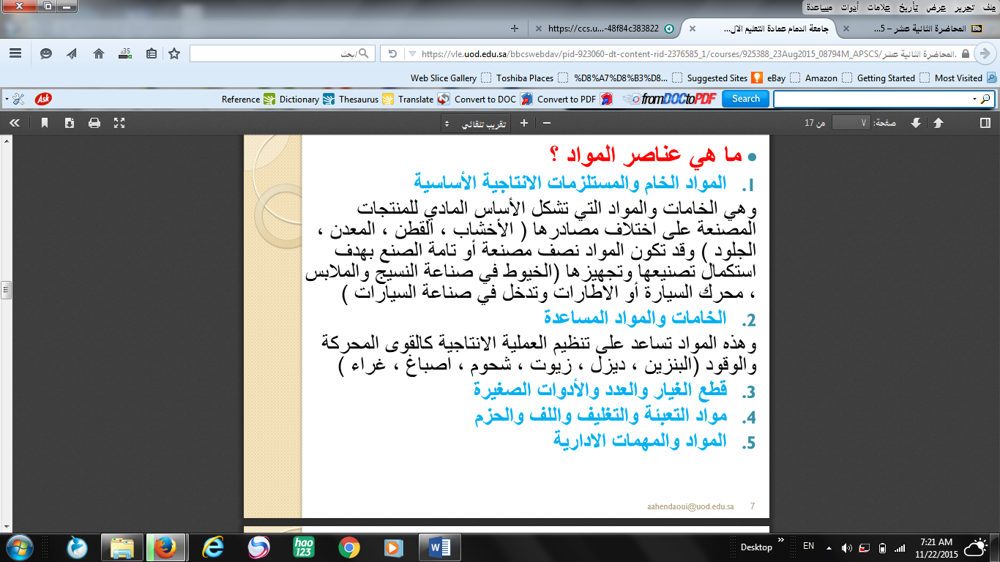 ملف تحرير عرض تأريخ علامات أدوات مساعدة
المحاضرة الثانية عشر – 5...
جامعة الدمام عمادة التعليم الال...
https://ccs.u...-48f84c383822
https://vle.uod.edu.sa/bbcswebdav/pid-923060-dt-content-rid-2376585_1/courses/925388_23Aug2015_08794M_APSCS/المحاضرة الثانية عشر.
بحث
35د
Web Slice Gallery Toshiba Places %D8%A7%D8%B3%D8... Suggested Sites eBay Amazon Getting Started Most Visited
Ask Reference Dictionary Thesaurus Translate Convert to DOC Convert to PDF fromDOCtoPDF Search
صفحة: ٧ من 17
تقريب تلقائي
ما هي عناصر المواد ؟
1. المواد الخام والمستلزمات الانتاجية الأساسية
وهي الخامات والمواد التي تشكل الأساس المادي للمنتجات
المصنعة على اختلاف مصادرها ( الأخشاب ، القطن ، المعدن ،
الجلود ) وقد تكون المواد نصف مصنعة أو تامة الصنع بهدف
استكمال تصنيعها وتجهيزها (الخيوط في صناعة النسيج والملابس
، محرك السيارة أو الاطارات وتدخل في صناعة السيارات )
2. الخامات والمواد المساعدة
وهذه المواد تساعد على تنظيم العملية الانتاجية كالقوى المحركة
والوقود (البنزين ، ديزل ، زيوت ، شحوم ، اصباغ ، غراء )
3. قطع الغيار والعدد والأدوات الصغيرة
4. مواد التعبئة والتغليف واللف والحزم
5. المواد والمهمات الادارية
aahendaoui@uod.edu.sa 7
hao
123
Desktop
EN
7:21 AM
11/22/2015